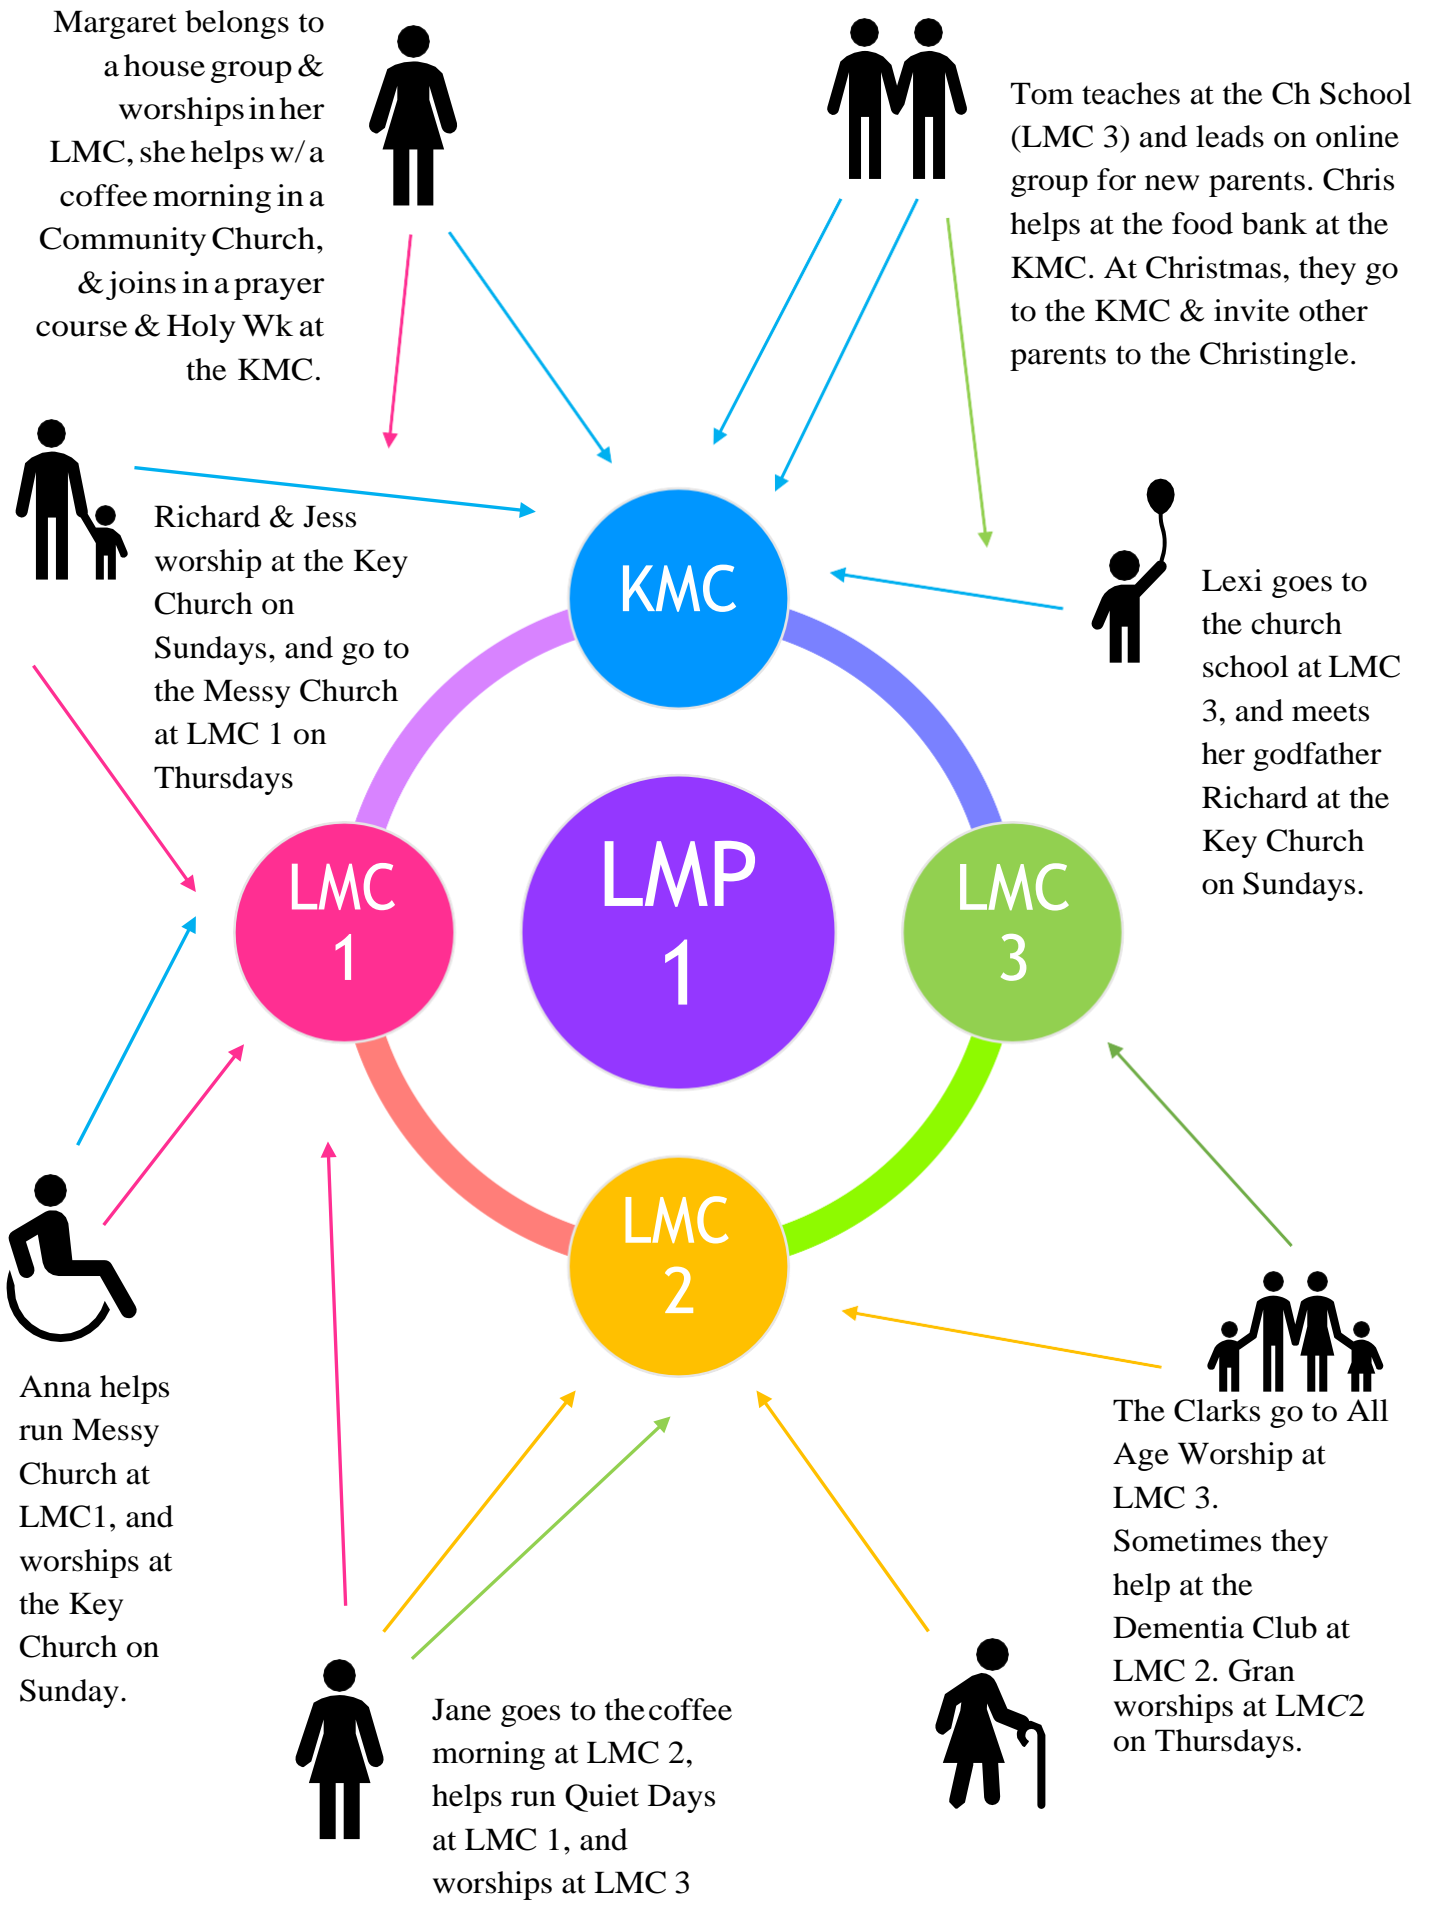 Margaret belongs to
a house group &
worships in her
LMC, she helps w/ a
coffee morning in a
Community Church,
& joins in a prayer
course & Holy Wk at
the KMC.
Tom teaches at the Ch School
(LMC 3) and leads on online
group for new parents. Chris
helps at the food bank at the
KMC. At Christmas, they go
to the KMC & invite other
parents to the Christingle.
Richard & Jess
worship at the Key
Church on
Sundays, and go to
the Messy Church
at LMC 1 on
Thursdays
KMC
Lexi goes to
the church
school at LMC
3, and meets
her godfather
Richard at the
Key Church
on Sundays.
LMC
1
LMP
1
LMC
3
LMC
2
Anna helps
run Messy
Church at
LMC1, and
worships at
the Key
Church on
Sunday.
The Clarks go to All
Age Worship at
LMC 3.
Sometimes they
help at the
Dementia Club at
LMC 2. Gran
worships at LMC2
on Thursdays.
Jane goes to the coffee
morning at LMC 2,
helps run Quiet Days
at LMC 1, and
worships at LMC 3